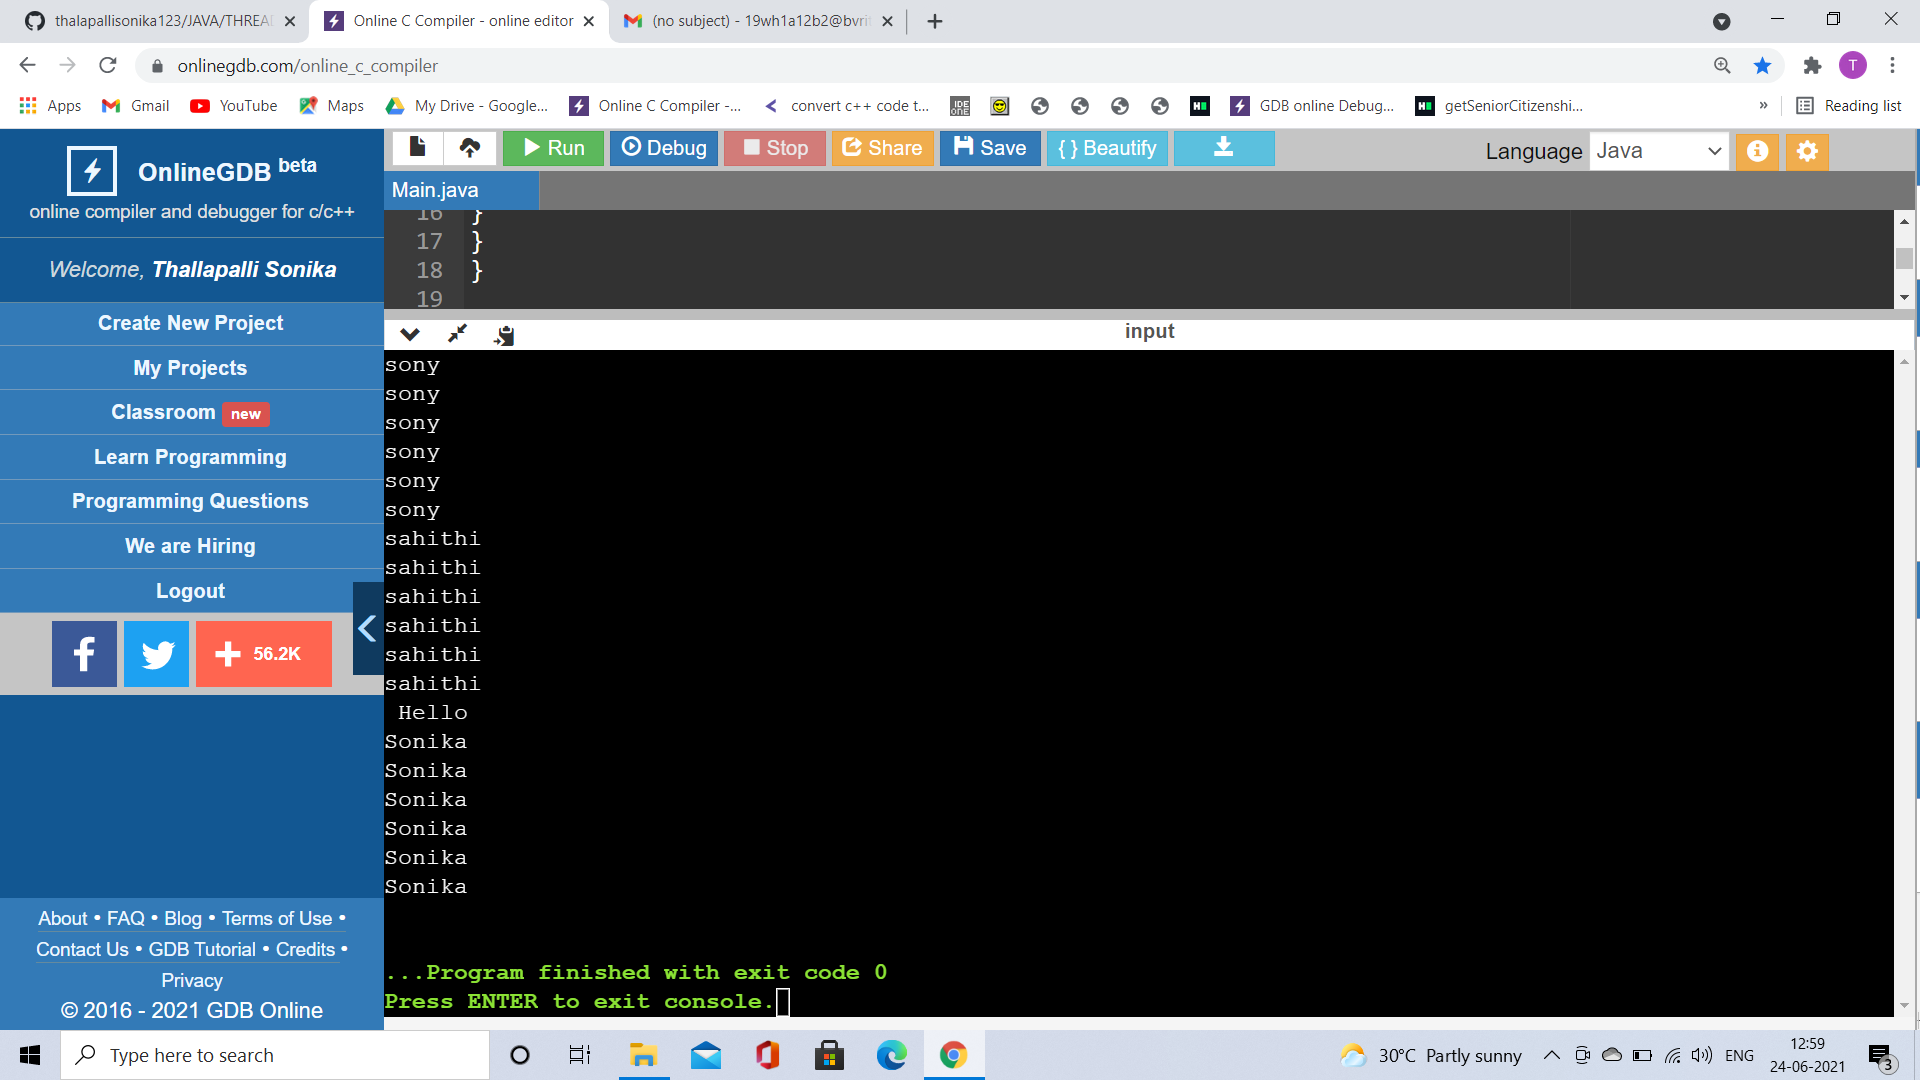 thalapallisonika123/JAVA/THREA
Online C Compiler - online editor
(no subject) - 19wh1a12b2@bvrit
onlinegdb.com/online_c_compiler
T
Apps
Gmail
YouTube
Maps
My Drive - Google...
Online C Compiler -...
convert c++ code t...
GDB online Debug...
getSeniorCitizenshi...
»
Reading list
OnlineGDB beta
online compiler and debugger for c/c++
Welcome, Thallapalli Sonika
Create New Project
My Projects
Classroom new
Learn Programming
Programming Questions
We are Hiring
Logout
56.2K
About • FAQ • Blog • Terms of Use •
Contact Us • GDB Tutorial • Credits •
Privacy
© 2016 - 2021 GDB Online
Run
Debug
Stop
Share
Save
{ } Beautify
Language Java
Main.java
16 }
17 }
18 }
19
input
sony
sony
sony
sony
sony
sony
sahithi
sahithi
sahithi
sahithi
sahithi
sahithi
Hello
Sonika
Sonika
Sonika
Sonika
Sonika
Sonika
...Program finished with exit code 0
Press ENTER to exit console.
Type here to search
30°C Partly sunny
ENG
12:59
24-06-2021
3